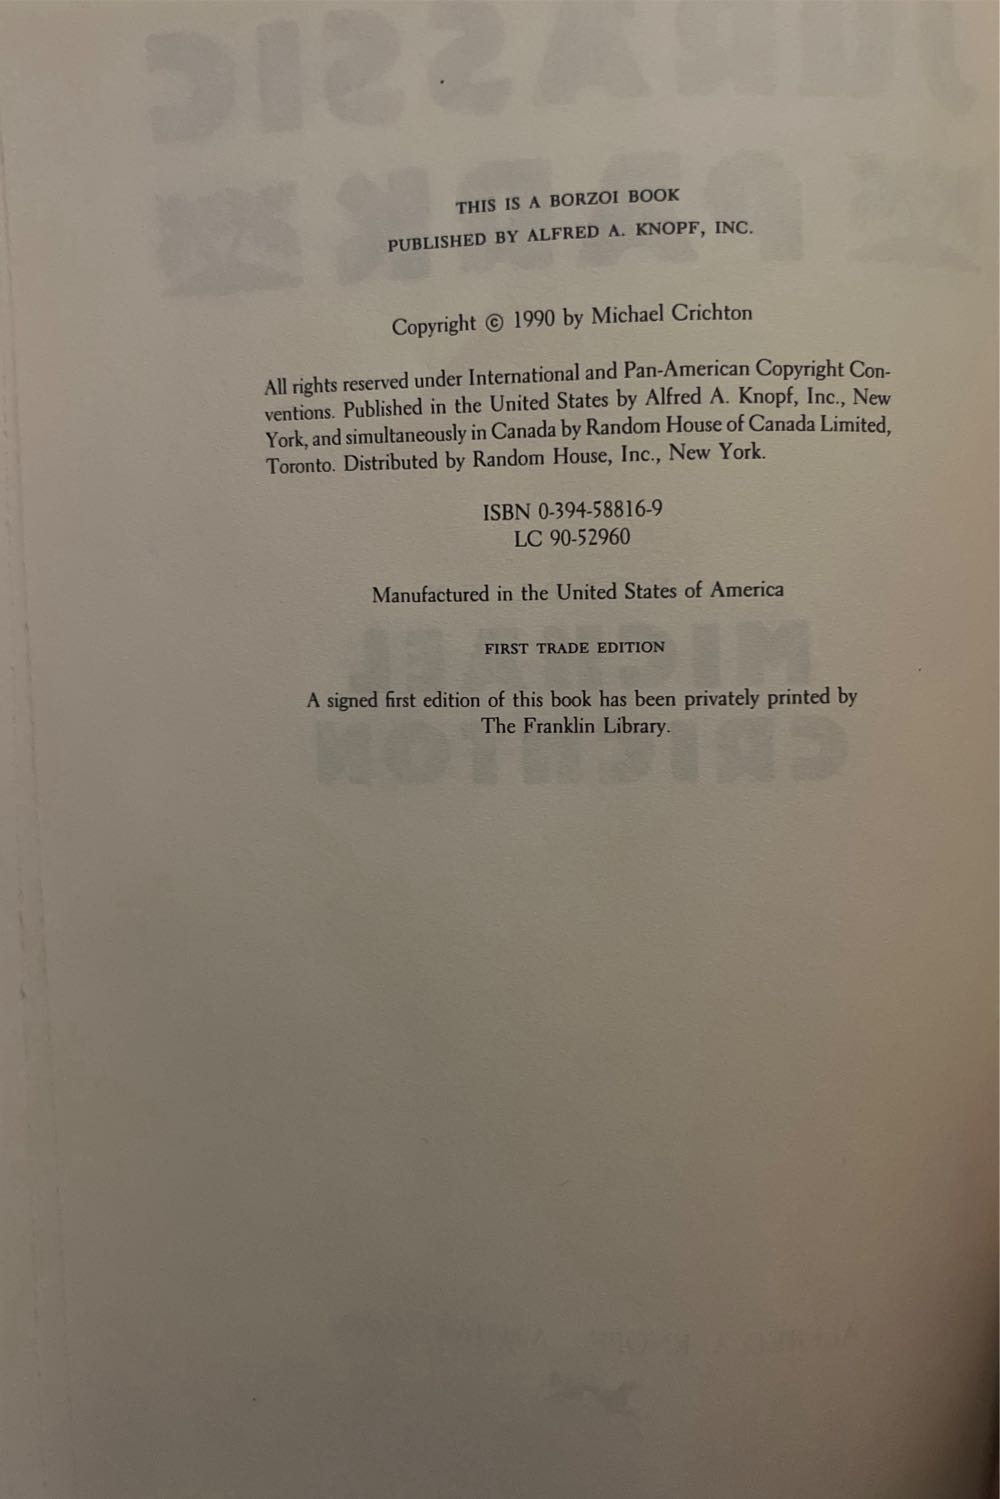 JURASSIC
PARK
THIS IS A BORZOI BOOK
PUBLISHED BY ALFRED A. KNOPF, INC.
Copyright © 1990 by Michael Crichton
All rights reserved under International and Pan-American Copyright Con-
ventions. Published in the United States by Alfred A. Knopf, Inc., New
York, and simultaneously in Canada by Random House of Canada Limited,
Toronto. Distributed by Random House, Inc., New York.
ISBN 0-394-58816-9
LC 90-52960
Manufactured in the United States of America
FIRST TRADE EDITION
A signed first edition of this book has been privately printed by
The Franklin Library.
MICHAEL
CRICHTON